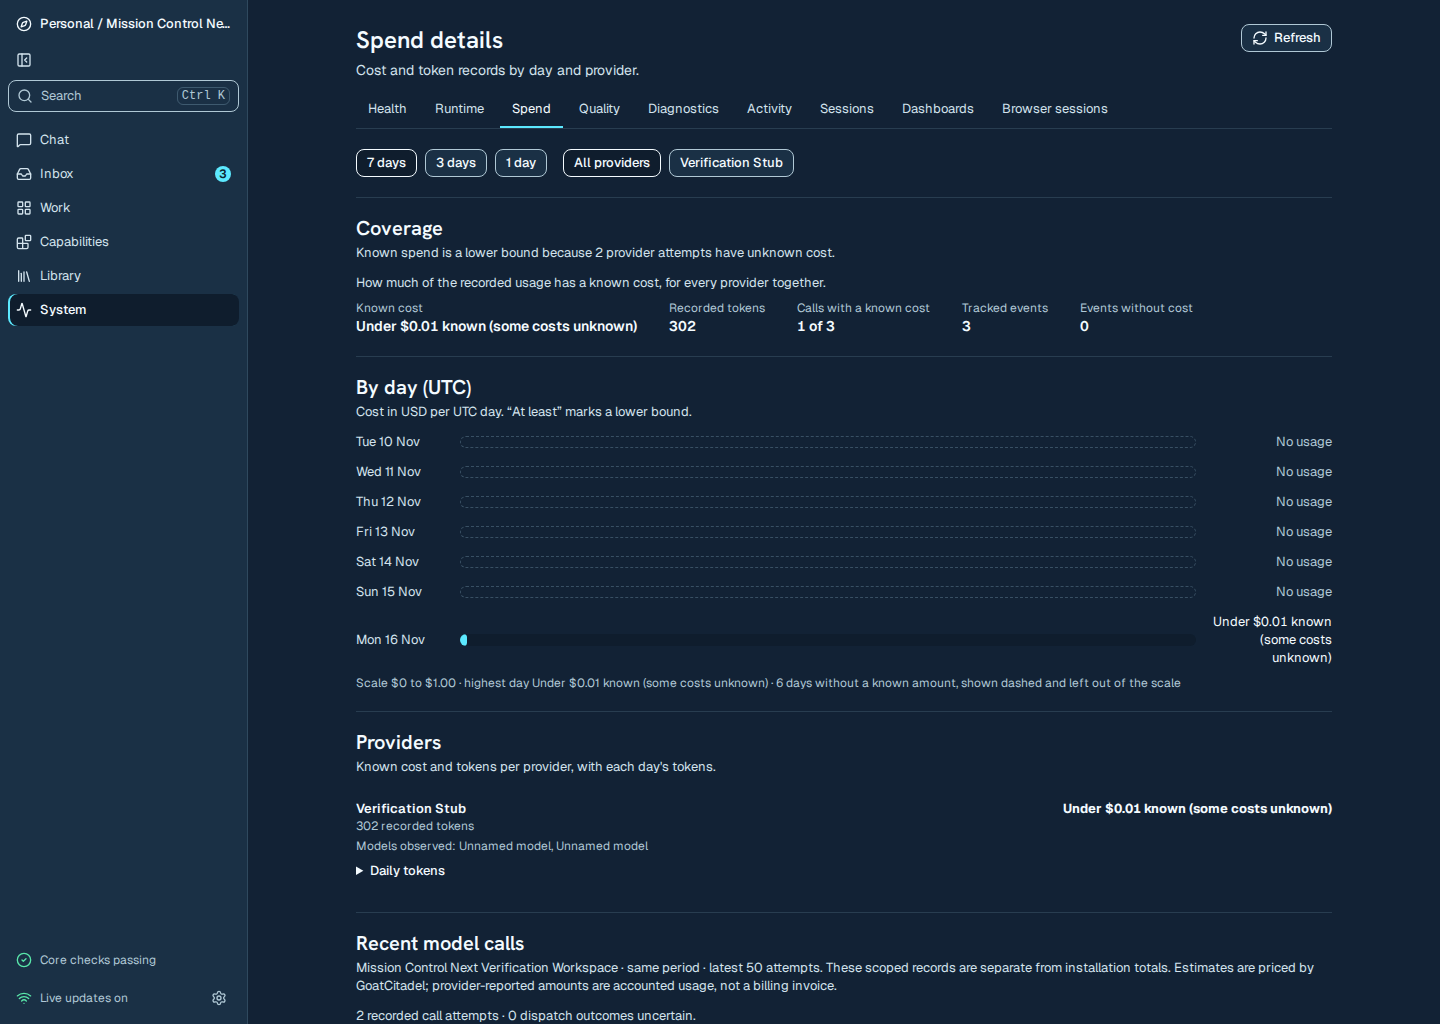 Personal / Mission Control Ne...
Search
Ctrl K
Chat
Inbox
3
Work
Capabilities
Library
System
Core checks passing
Live updates on
Spend details
Refresh
Cost and token records by day and provider.
Health
Runtime
Spend
Quality
Diagnostics
Activity
Sessions
Dashboards
Browser sessions
7 days
3 days
1 day
All providers
Verification Stub
Coverage
Known spend is a lower bound because 2 provider attempts have unknown cost.
How much of the recorded usage has a known cost, for every provider together.
Known cost
Under $0.01 known (some costs unknown)
Recorded tokens
302
Calls with a known cost
1 of 3
Tracked events
3
Events without cost
0
By day (UTC)
Cost in USD per UTC day. “At least” marks a lower bound.
Tue 10 Nov
No usage
Wed 11 Nov
No usage
Thu 12 Nov
No usage
Fri 13 Nov
No usage
Sat 14 Nov
No usage
Sun 15 Nov
No usage
Mon 16 Nov
Under $0.01 known
(some costs
unknown)
Scale $0 to $1.00 · highest day Under $0.01 known (some costs unknown) · 6 days without a known amount, shown dashed and left out of the scale
Providers
Known cost and tokens per provider, with each day's tokens.
Verification Stub
Under $0.01 known (some costs unknown)
302 recorded tokens
Models observed: Unnamed model, Unnamed model
Daily tokens
Recent model calls
Mission Control Next Verification Workspace · same period · latest 50 attempts. These scoped records are separate from installation totals. Estimates are priced by
GoatCitadel; provider-reported amounts are accounted usage, not a billing invoice.
2 recorded call attempts · 0 dispatch outcomes uncertain.